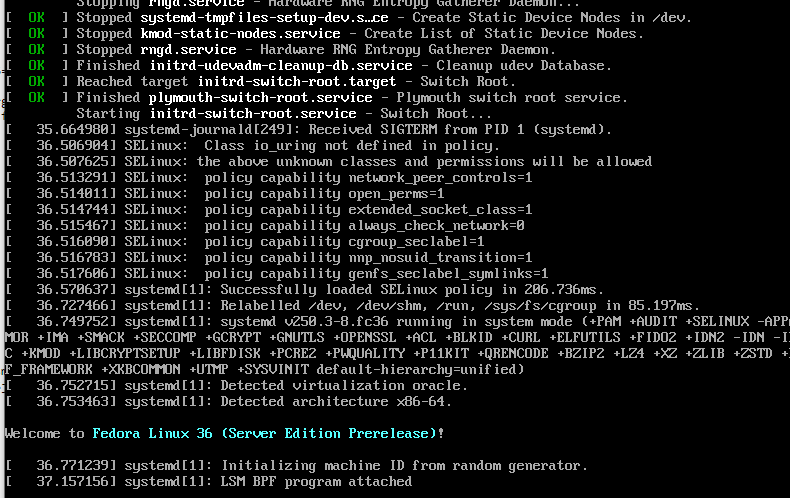 Stopping rngd.service - Hardware RNG Entropy Gatherer Daemon...
[  OK  ] Stopped systemd-tmpfiles-setup-dev.s…ce - Create Static Device Nodes in /dev.
[  OK  ] Stopped kmod-static-nodes.service - Create List of Static Device Nodes.
[  OK  ] Stopped rngd.service - Hardware RNG Entropy Gatherer Daemon.
[  OK  ] Finished initrd-udevadm-cleanup-db.service - Cleanup udev Database.
[  OK  ] Reached target initrd-switch-root.target - Switch Root.
[  OK  ] Finished plymouth-switch-root.service - Plymouth switch root service.
Starting initrd-switch-root.service - Switch Root...
[   35.664980] systemd-journald[249]: Received SIGTERM from PID 1 (systemd).
[   36.506904] SELinux:  Class io_uring not defined in policy.
[   36.507625] SELinux: the above unknown classes and permissions will be allowed
[   36.513291] SELinux:  policy capability network_peer_controls=1
[   36.514011] SELinux:  policy capability open_perms=1
[   36.514744] SELinux:  policy capability extended_socket_class=1
[   36.515467] SELinux:  policy capability always_check_network=0
[   36.516090] SELinux:  policy capability cgroup_seclabel=1
[   36.516783] SELinux:  policy capability nnp_nosuid_transition=1
[   36.517606] SELinux:  policy capability genfs_seclabel_symlinks=1
[   36.570637] systemd[1]: Successfully loaded SELinux policy in 206.736ms.
[   36.727466] systemd[1]: Relabelled /dev, /dev/shm, /run, /sys/fs/cgroup in 85.197ms.
[   36.749752] systemd[1]: systemd v250.3-8.fc36 running in system mode (+PAM +AUDIT +SELINUX -APPA
MOR +IMA +SMACK +SECCOMP +GCRYPT +GNUTLS +OPENSSL +ACL +BLKID +CURL +ELFUTILS +FIDO2 +IDN2 -IDN -I
C +KMOD +LIBCRYPTSETUP +LIBFDISK +PCRE2 +PWQUALITY +P11KIT +QRENCODE +BZIP2 +LZ4 +XZ +ZLIB +ZSTD
F_FRAMEWORK +XKBCOMMON +UTMP +SYSVINIT default-hierarchy=unified)
[   36.752715] systemd[1]: Detected virtualization oracle.
[   36.753463] systemd[1]: Detected architecture x86-64.
Welcome to Fedora Linux 36 (Server Edition Prerelease)!
[   36.771239] systemd[1]: Initializing machine ID from random generator.
[   37.157156] systemd[1]: LSM BPF program attached